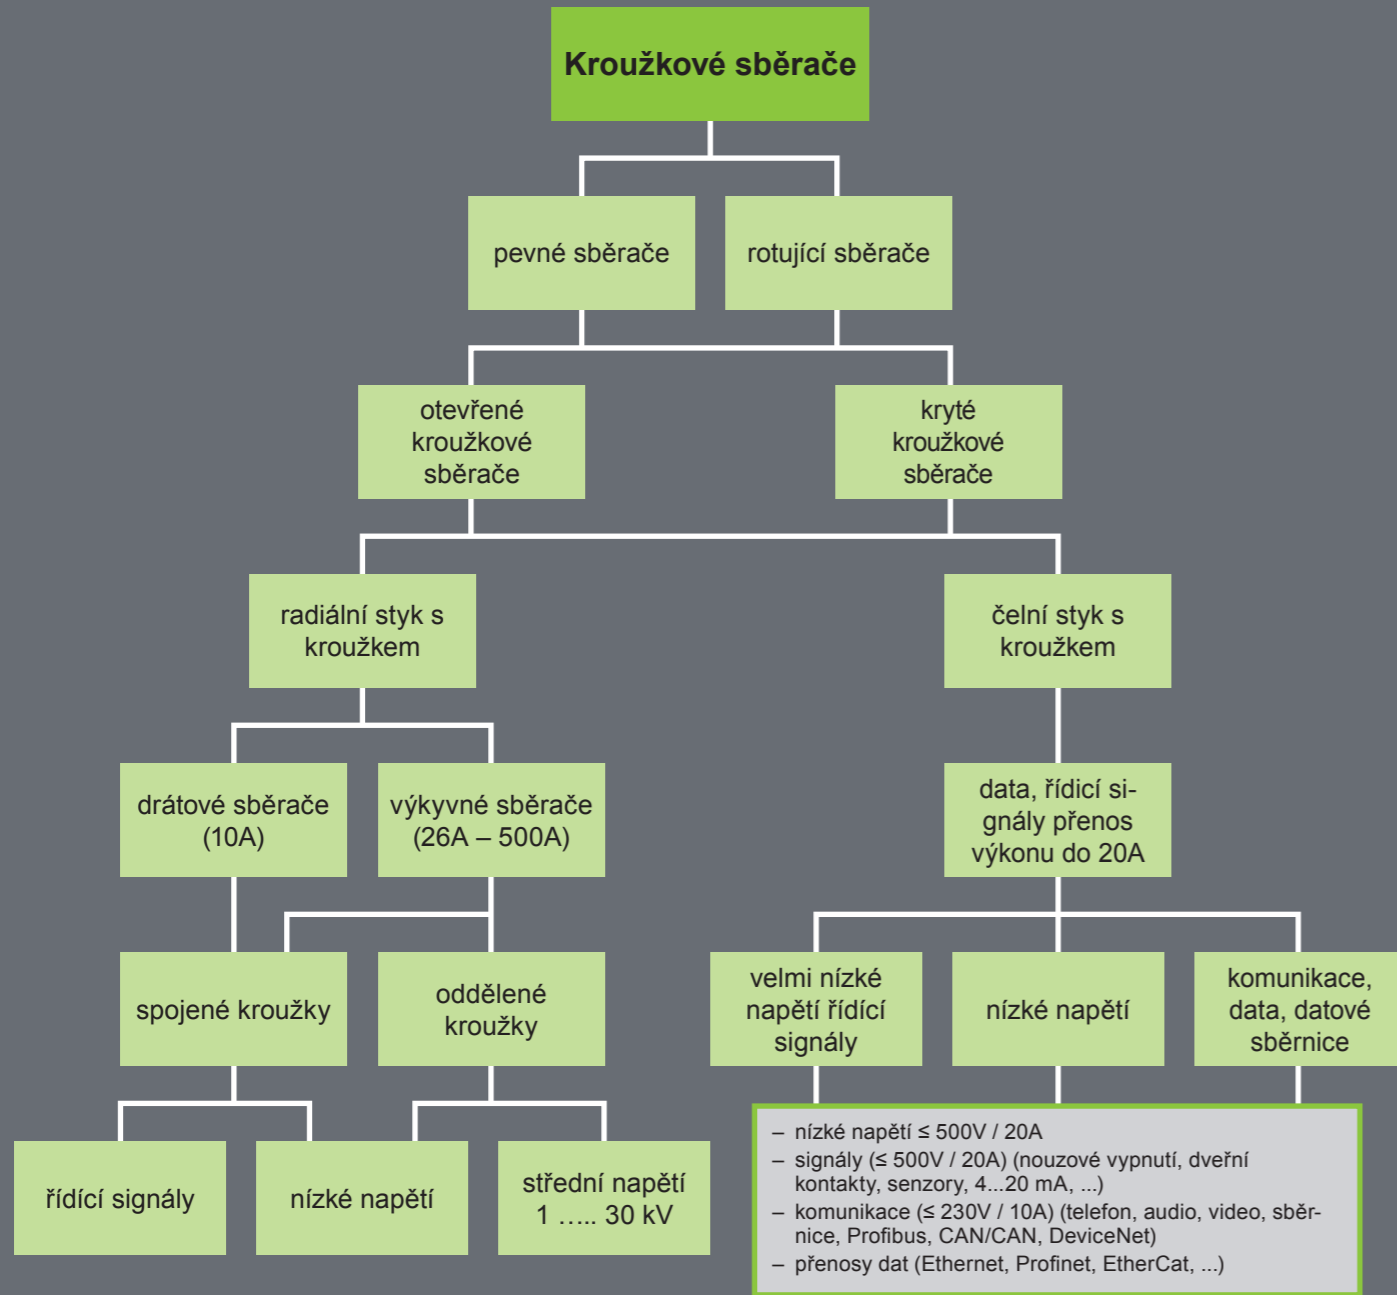 Kroužkové sběrače
pevné sběrače
rotující sběrače
otevřené
kroužkové
sběrače
kryté
kroužkové
sběrače
radiální styk s
kroužkem
čelní styk s
kroužkem
drátové sběrače
(10A)
výkyvné sběrače
(26A – 500A)
data, řídicí si-
gnály přenos
výkonu do 20A
spojené kroužky
oddělené
kroužky
velmi nízké
napětí řídící
signály
nízké napětí
komunikace,
data, datové
sběrnice
řídící signály
nízké napětí
střední napětí
1 ….. 30 kV
– nízké napětí ≤ 500V / 20A
– signály (≤ 500V / 20A) (nouzové vypnutí, dveřní
kontakty, senzory, 4...20 mA, ...)
– komunikace (≤ 230V / 10A) (telefon, audio, video, sběr-
nice, Profibus, CAN/CAN, DeviceNet)
– přenosy dat (Ethernet, Profinet, EtherCat, ...)